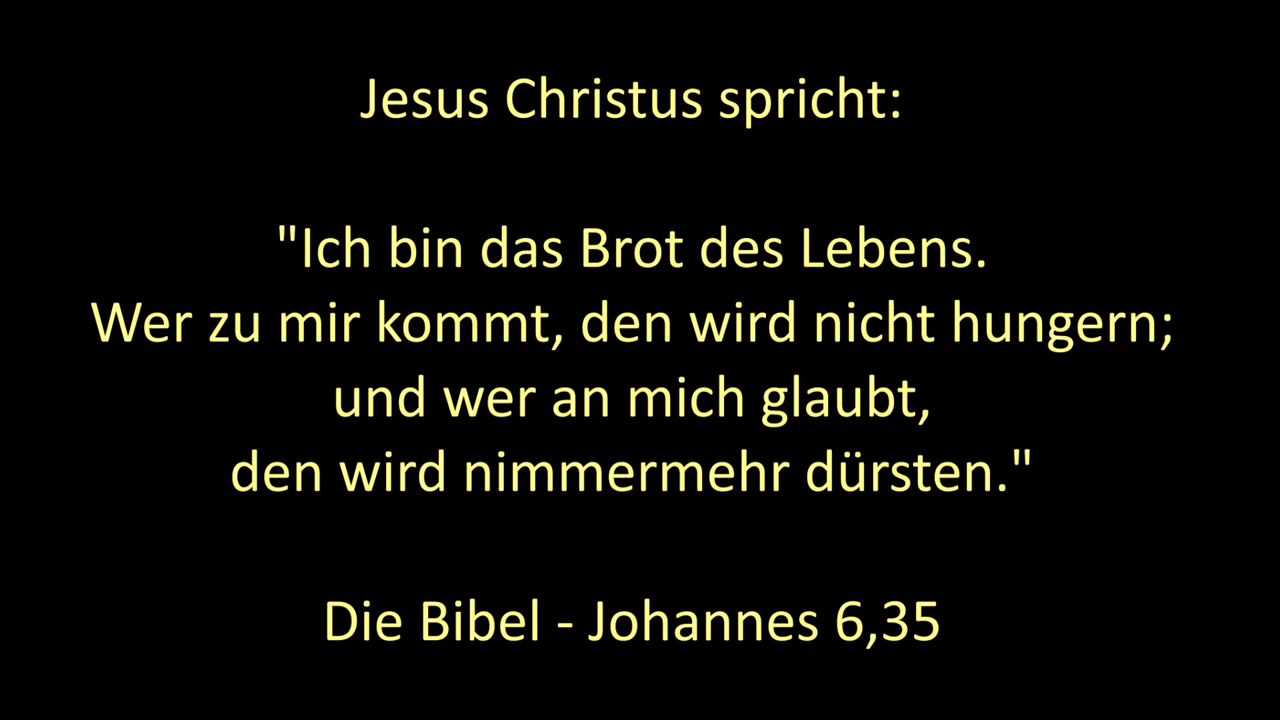 Jesus Christus spricht:
"Ich bin das Brot des Lebens.
Wer zu mir kommt, den wird nicht hungern;
und wer an mich glaubt,
den wird nimmermehr dürsten."
Die Bibel - Johannes 6,35